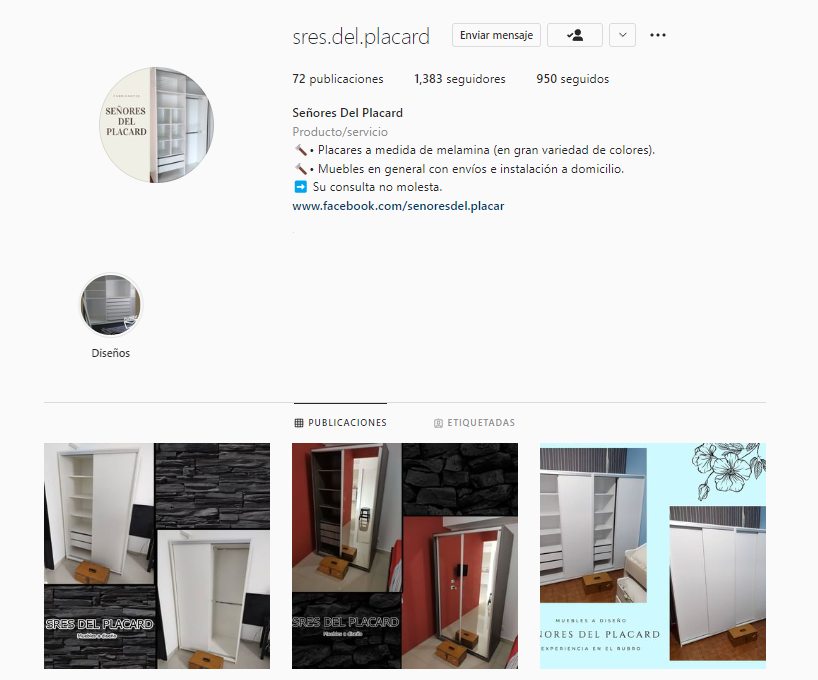 sres.del.placard
Enviar mensaje
72 publicaciones
1,383 seguidores
950 seguidos
FABRICANTES
SEÑORES
DEL
PLACARD
Señores Del Placard
Producto/servicio
• Placares a medida de melamina (en gran variedad de colores).
• Muebles en general con envíos e instalación a domicilio.
Su consulta no molesta.
www.facebook.com/senoresdel.placar
Diseños
PUBLICACIONES
ETIQUETADAS
SRES DEL PLACARD
Muebles a diseño
SRES DEL PLACARD
Muebles a diseño
MUEBLES A DISEÑO
ÑORES DEL PLACARD
EXPERIENCIA EN EL RUBRO